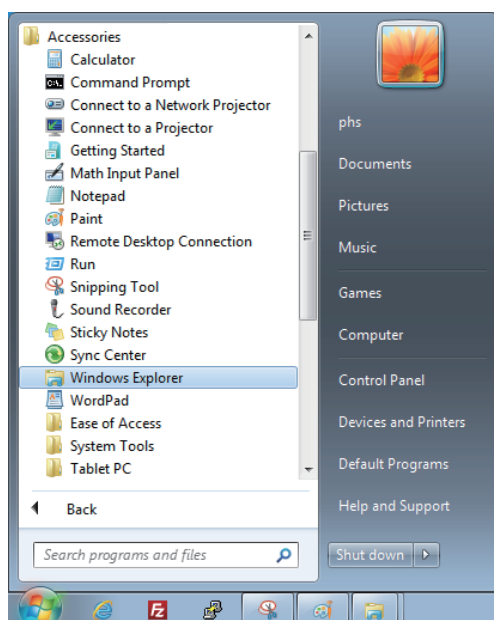 Accessories
Calculator
Command Prompt
Connect to a Network Projector
Connect to a Projector
Getting Started
Math Input Panel
Notepad
Paint
Remote Desktop Connection
Run
Snipping Tool
Sound Recorder
Sticky Notes
Sync Center
Windows Explorer
WordPad
Ease of Access
System Tools
Tablet PC
Back
Search programs and files
phs
Documents
Pictures
Music
Games
Computer
Control Panel
Devices and Printers
Default Programs
Help and Support
Shut down